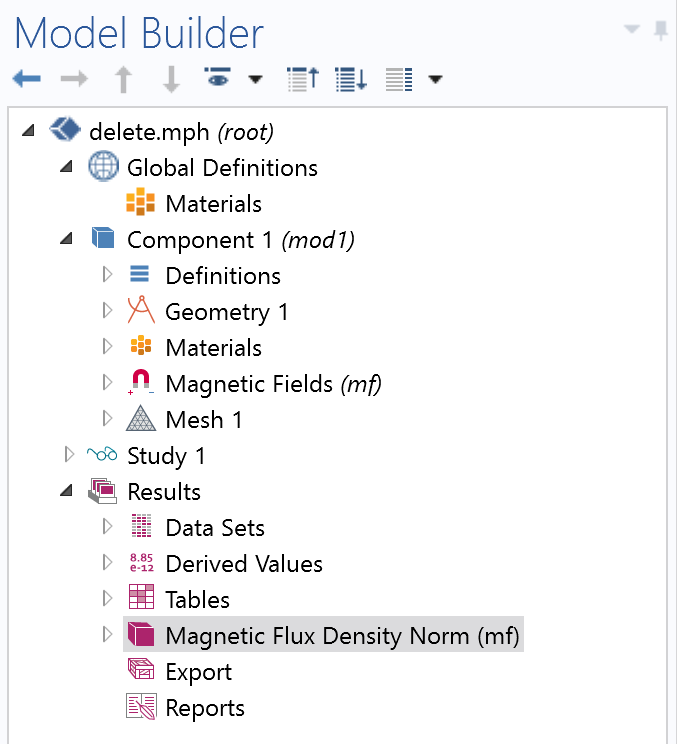 Model Builder
delete.mph (root)
Global Definitions
Materials
Component 1 (mod1)
Definitions
Geometry 1
Materials
Magnetic Fields (mf)
Mesh 1
Study 1
Results
Data Sets
8.85
e-12 Derived Values
Tables
Magnetic Flux Density Norm (mf)
Export
Reports